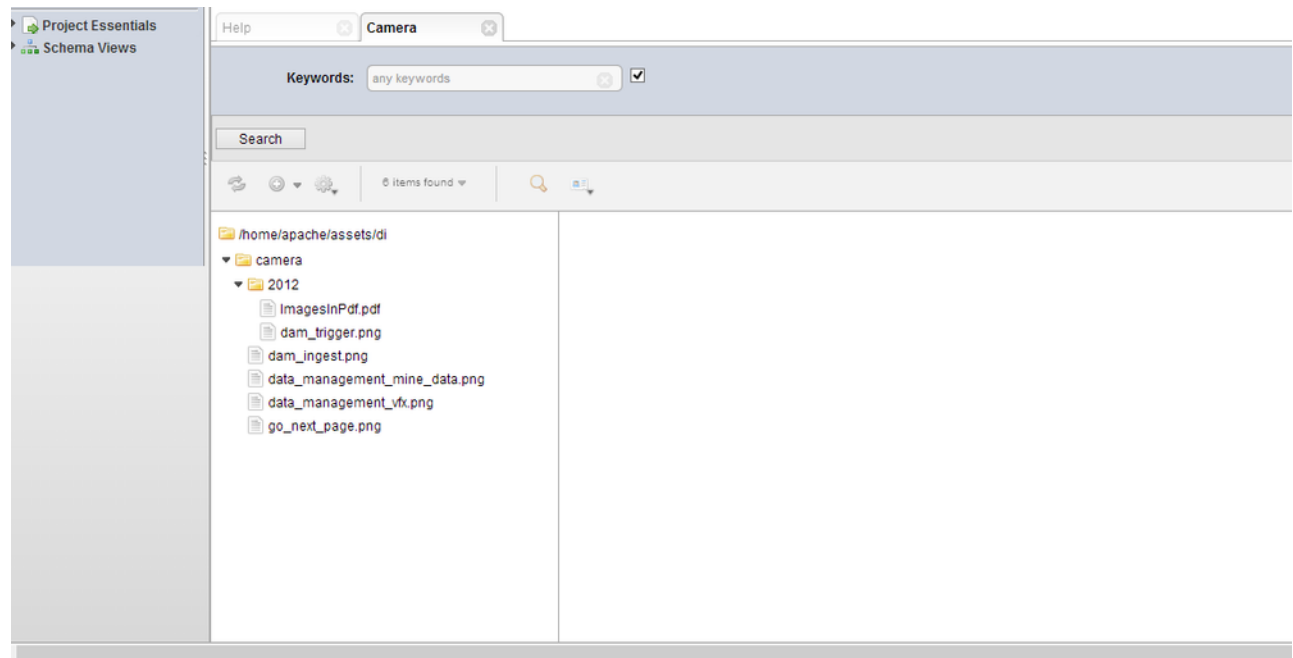 Project Essentials
Schema Views
Help
Camera
Keywords:
any keywords
Search
6 items found
/home/apache/assets/di
camera
2012
ImagesInPdf.pdf
dam_trigger.png
dam_ingest.png
data_management_mine_data.png
data_management_vfx.png
go_next_page.png